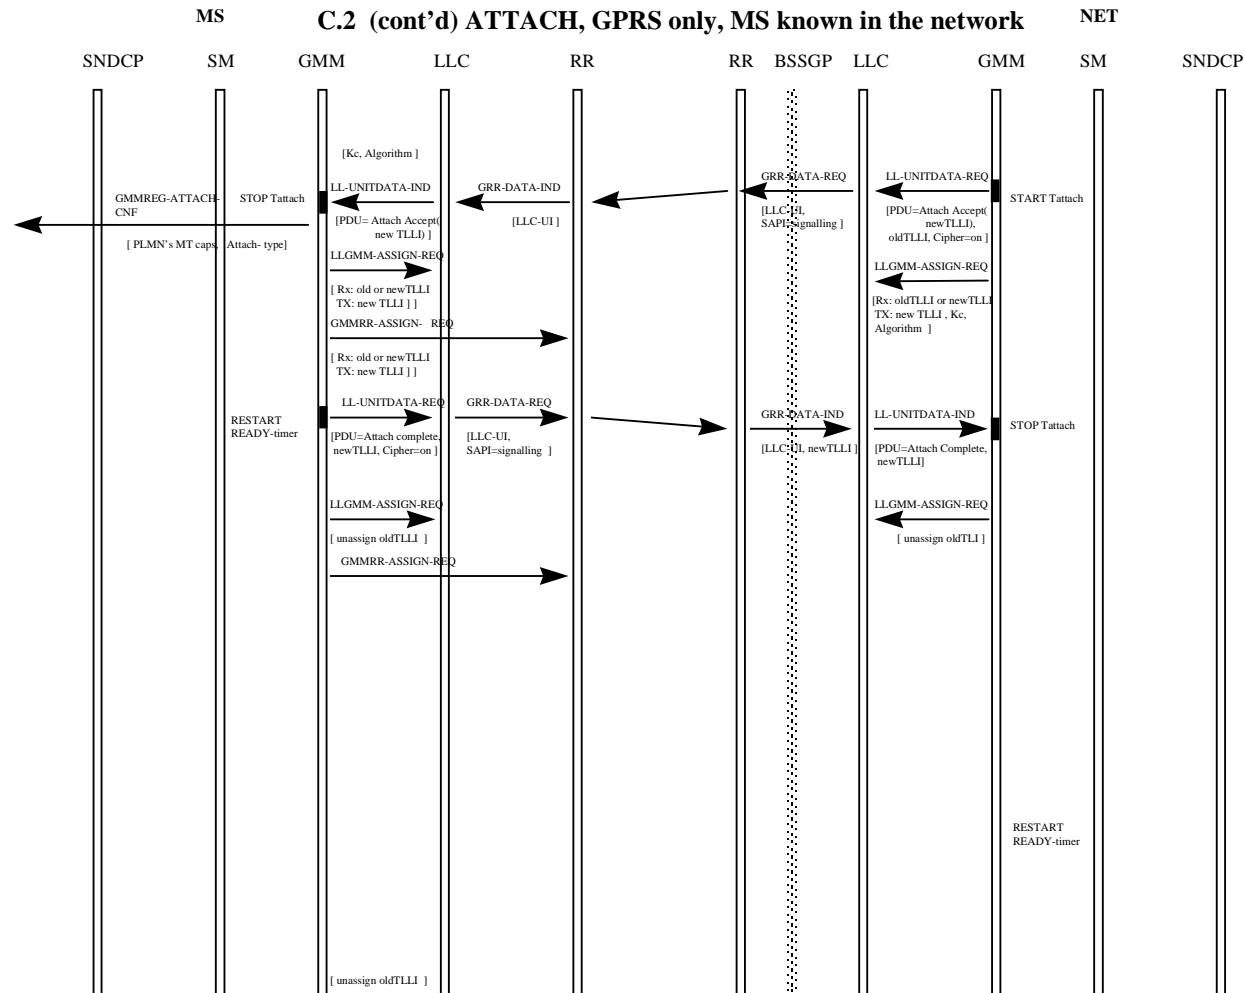 MS
C.2 (cont'd) ATTACH, GPRS only, MS known in the network
NET
SNDCP SM GMM LLC RR RR BSSGP LLC GMM SM SNDCP
[Kc, Algorithm ]
GMMREG-ATTACH-
CNF
STOP Tattach
LL-UNITDATA-IND
GRR-DATA-IND
GRR-DATA-REQ
LL-UNITDATA-REQ
START Tattach
[PDU= Attach Accept(
new TLLI) ]
[LLC-UI ]
[LLC-UI,
SAPI=signalling ]
[PDU=Attach Accept(
newTLLI),
oldTLLI, Cipher=on ]
[ PLMN's MT caps, Attach- type]
LLGMM-ASSIGN-REQ
LLGMM-ASSIGN-REQ
[ Rx: old or newTLLI
TX: new TLLI ] ]
[Rx: oldTLLI or newTLLI
TX: new TLLI , Kc,
Algorithm ]
GMMRR-ASSIGN- REQ
[ Rx: old or newTLLI
TX: new TLLI ] ]
RESTART
READY-timer
LL-UNITDATA-REQ
GRR-DATA-REQ
GRR-DATA-IND
LL-UNITDATA-IND
STOP Tattach
[PDU=Attach complete,
newTLLI, Cipher=on ]
[LLC-UI,
SAPI=signalling ]
[LLC-UI, newTLLI ]
[PDU=Attach Complete,
newTLLI]
LLGMM-ASSIGN-REQ
LLGMM-ASSIGN-REQ
[ unassign oldTLLI ]
[ unassign oldTLI ]
GMMRR-ASSIGN-REQ
RESTART
READY-timer
[ unassign oldTLLI ]